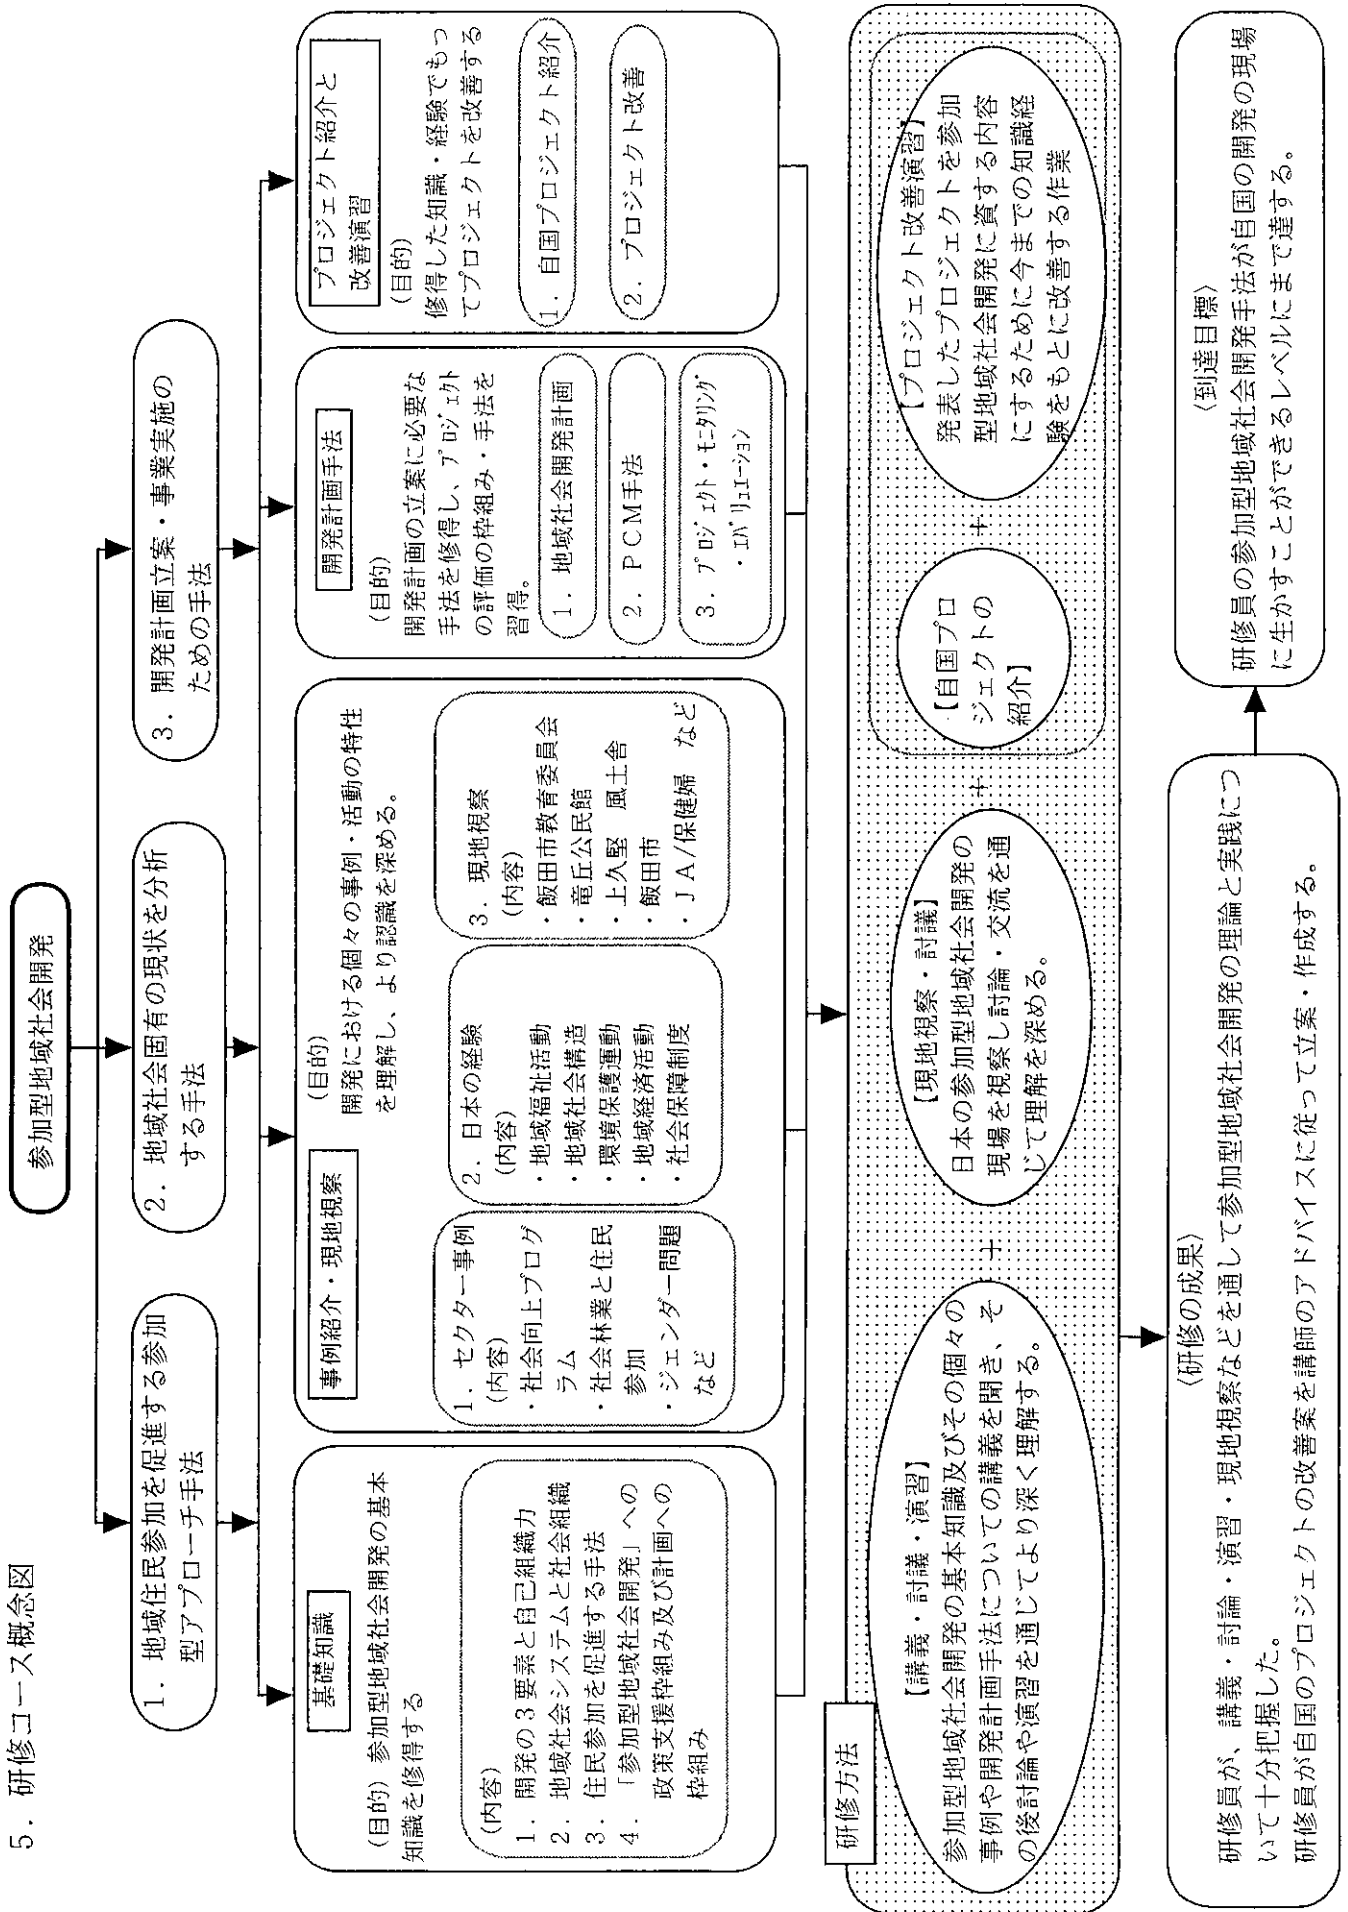 5．研修コース概念図
参加型地域社会開発
1．地域住民参加を促進する参加
型アプローチ手法
2．地域社会固有の現状を分析
する手法
3．開発計画立案・事業実施の
ための手法
基礎知識
(目的) 参加型地域社会開発の基本
知識を修得する
(内容)
1．開発の3要素と自己組織力
2．地域社会システムと社会組織
3．住民参加を促進する手法
4．「参加型地域社会開発」への
政策支援枠組み及び計画への
枠組み
事例紹介・現地視察
(目的)
開発における個々の事例・活動の特性
を理解し、より認識を深める。
1．セクター事例
(内容)
・社会向上プログ
ラム
・社会林業と住民
参加
・ジェンダー問題
など
2．日本の経験
(内容)
・地域福祉活動
・地域社会構造
・環境保護運動
・地域経済活動
・社会保障制度
3．現地視察
(内容)
・飯田市教育委員会
・竜丘公民館
・上久堅　風土舎
・飯田市
・JA/保健婦　など
開発計画手法
(目的)
開発計画の立案に必要な
手法を修得し、プロジェクト
の評価の枠組み・手法を
習得。
1．地域社会開発計画
2．PCM手法
3．プロジェクト・モニタリング
・エバリュエーション
プロジェクト紹介と
改善演習
(目的)
修得した知識・経験でもっ
てプロジェクトを改善する
1．自国プロジェクト紹介
2．プロジェクト改善
研修方法
【講義・討議・演習】
参加型地域社会開発の基本知識及びその個々の
事例や開発計画手法についての講義を聞き、そ
の後討論や演習を通じてより深く理解する。
+
【現地視察・討議】
日本の参加型地域社会開発の
現場を視察し討論・交流を通
じて理解を深める。
+
【自国プロ
ジェクトの
紹介】
+
【プロジェクト改善演習】
発表したプロジェクトを参加
型地域社会開発に資する内容
にするために今までの知識経
験をもとに改善する作業
〈研修の成果〉
研修員が、講義・討論・演習・現地視察などを通して参加型地域社会開発の理論と実践につ
いて十分把握した。
研修員が自国のプロジェクトの改善案を講師のアドバイスに従って立案・作成する。
〈到達目標〉
研修員の参加型地域社会開発手法が自国の開発の現場
に生かすことができるレベルにまで達する。